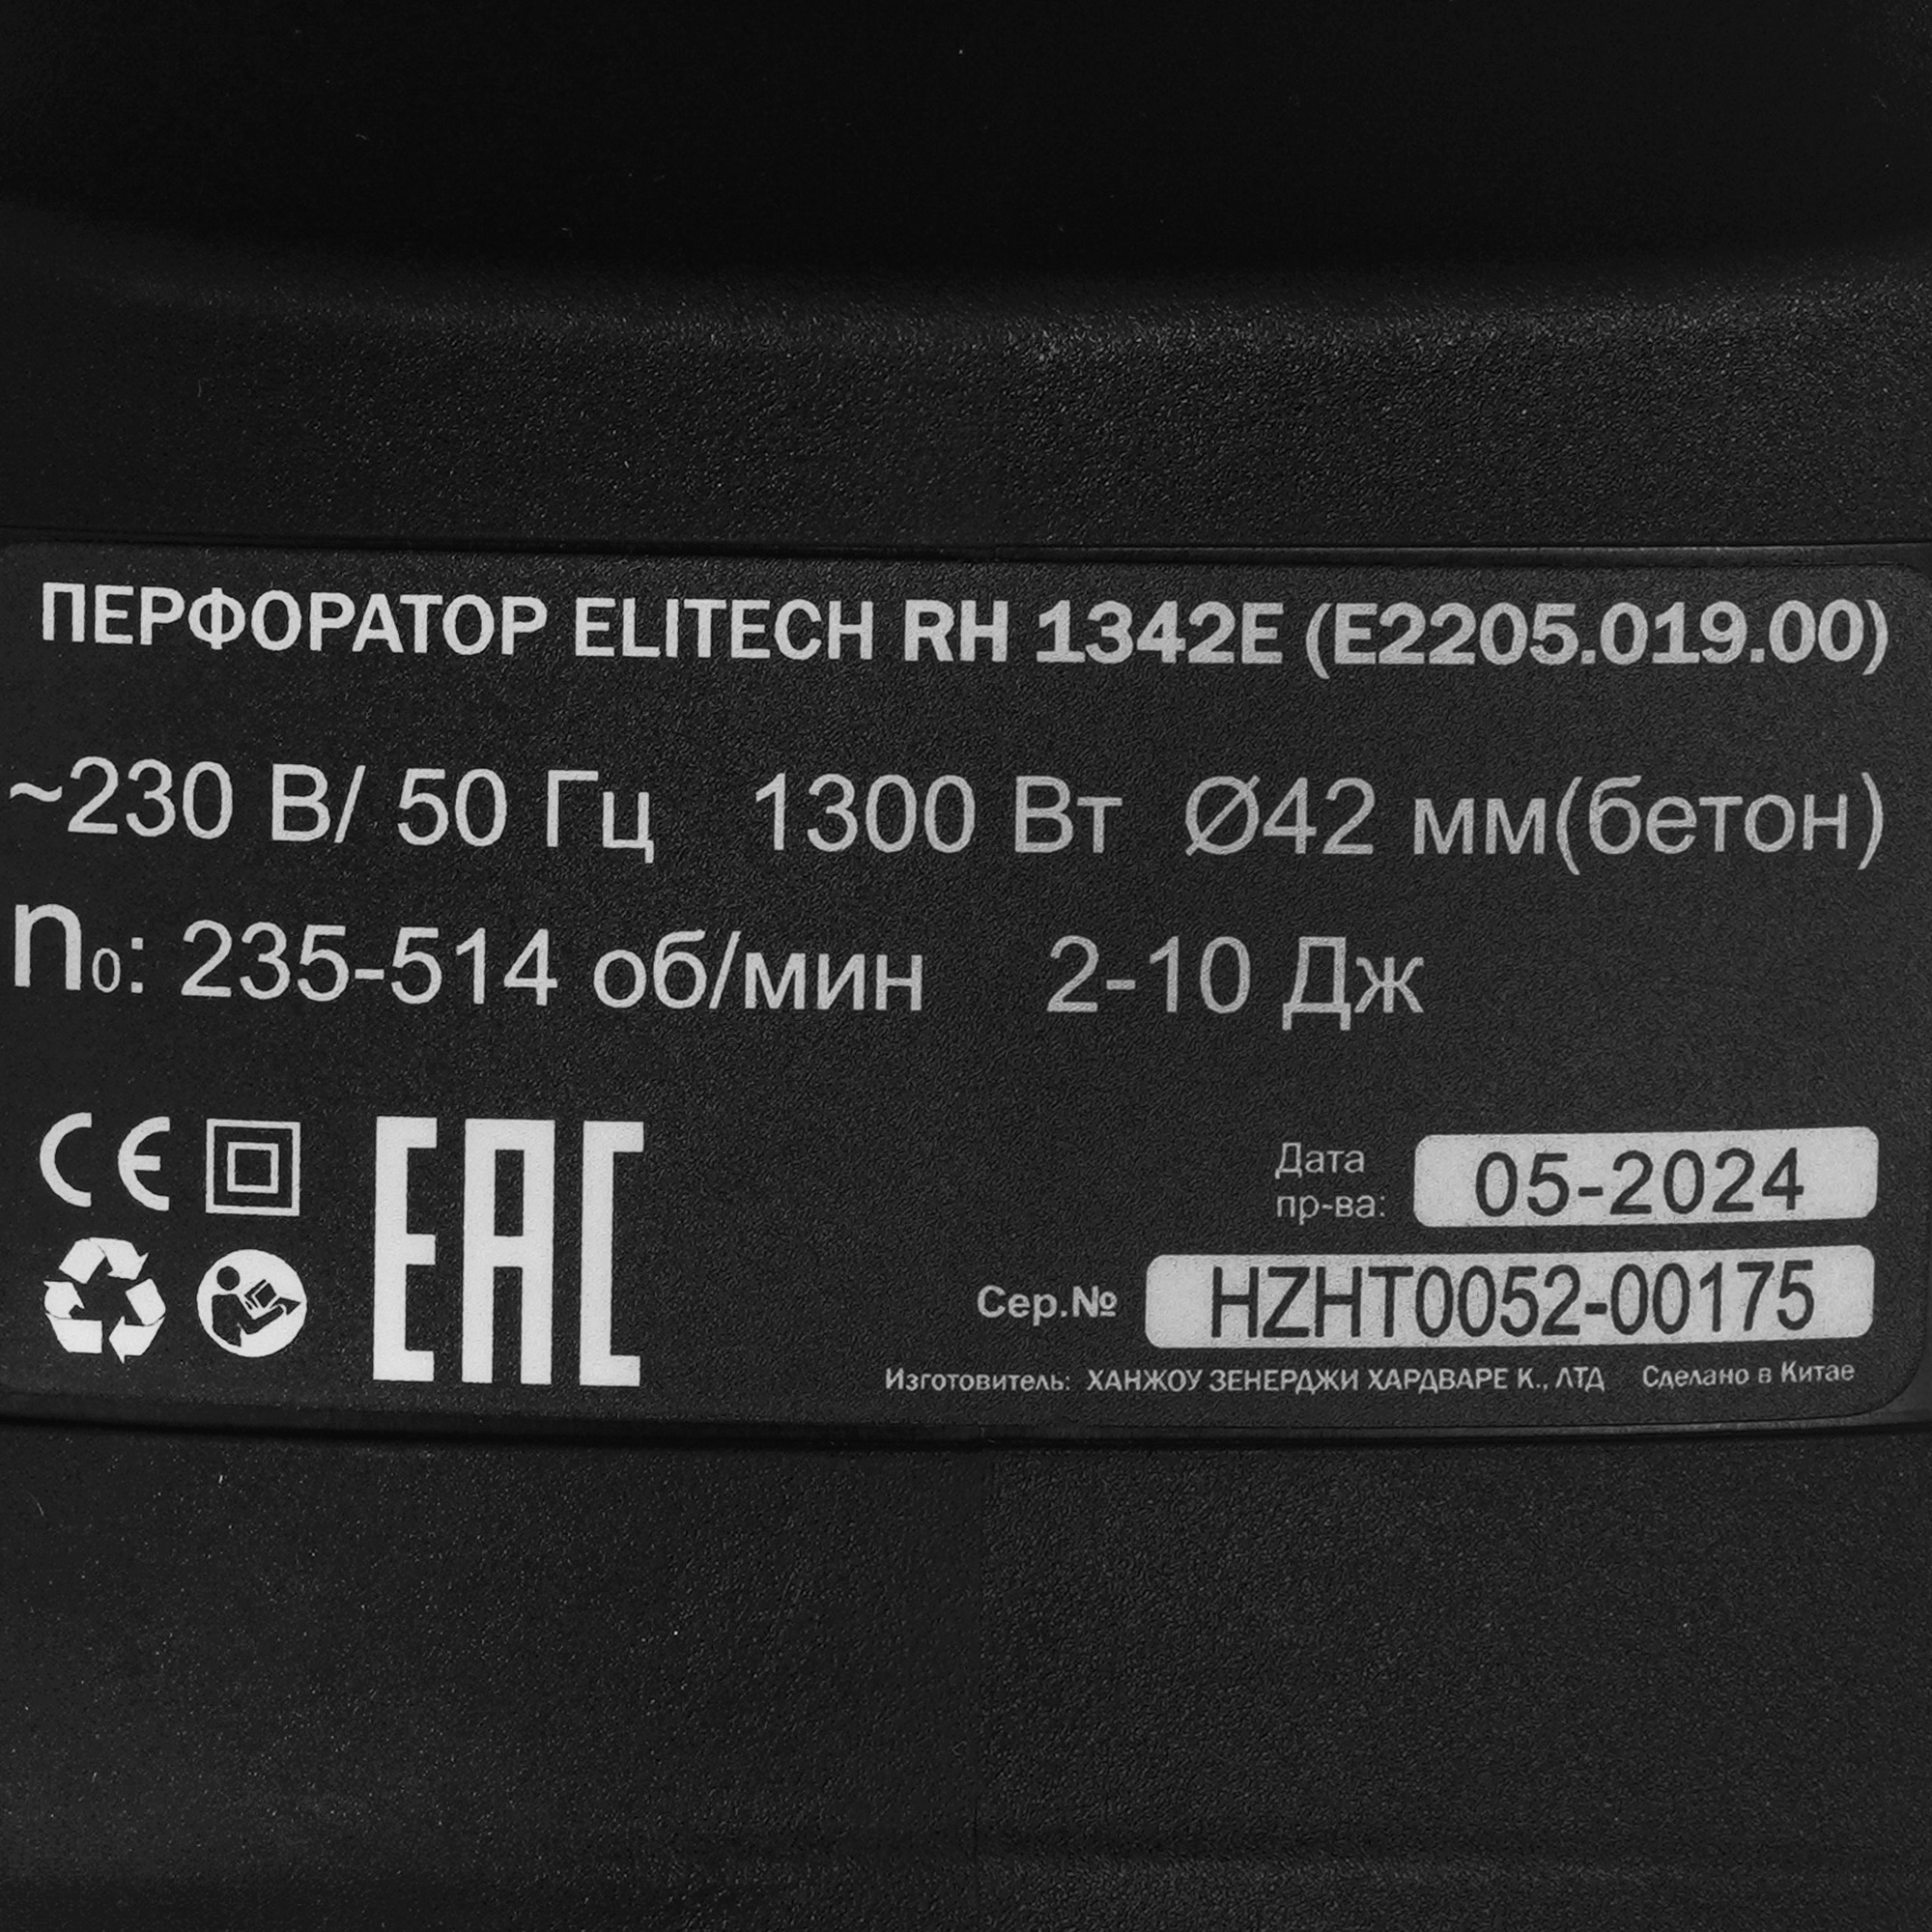 ПЕРФОРАТОР ELITECH RH 1342E (E2205.019.00)
~230 В/ 50 Гц 1300 Вт Ø42 мм(бетон)
n₀: 235-514 об/мин 2-10 Дж
CE EAC
Дата
пр-ва: 05-2024
Сер.№ HZHT0052-00175
Изготовитель: ХАНЖОУ ЗЕНЕРДЖИ ХАРДВАРЕ К., ЛТД Сделано в Китае